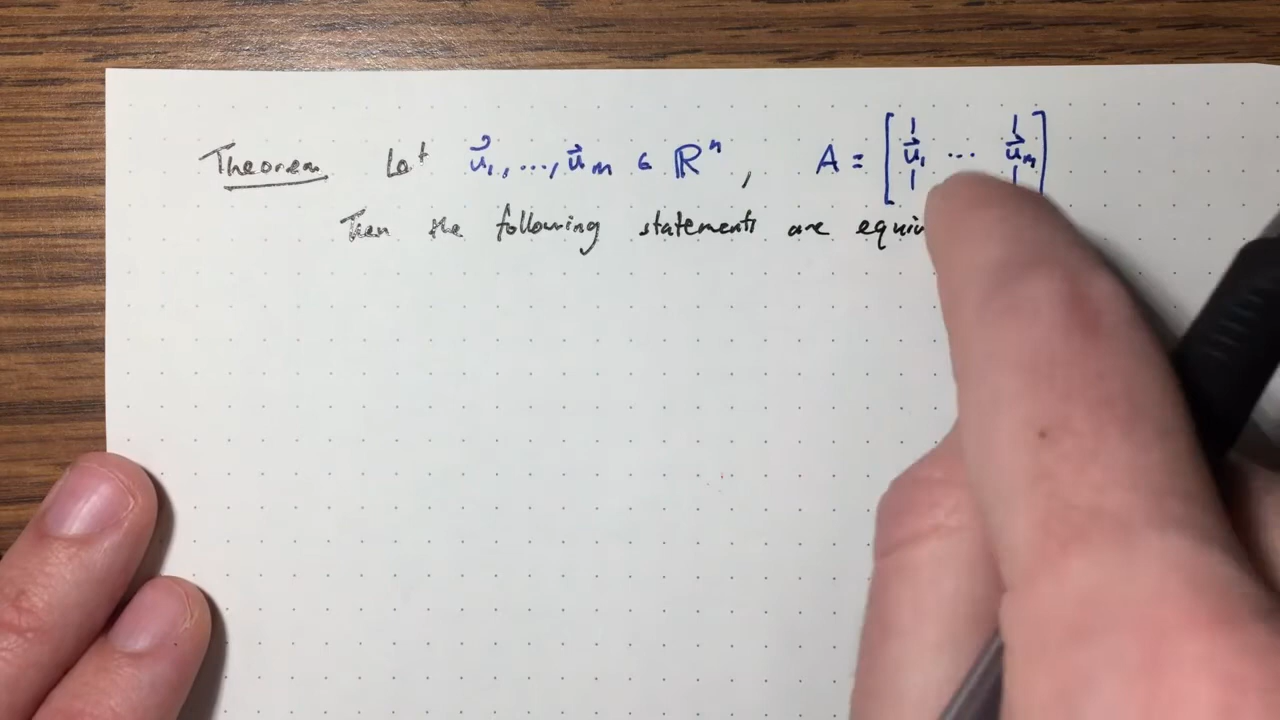 Theorem Let u⃗₁, ..., u⃗ₘ ∈ ℝⁿ, A = [u⃗₁ ... u⃗ₘ]
Then the following statements are equiv